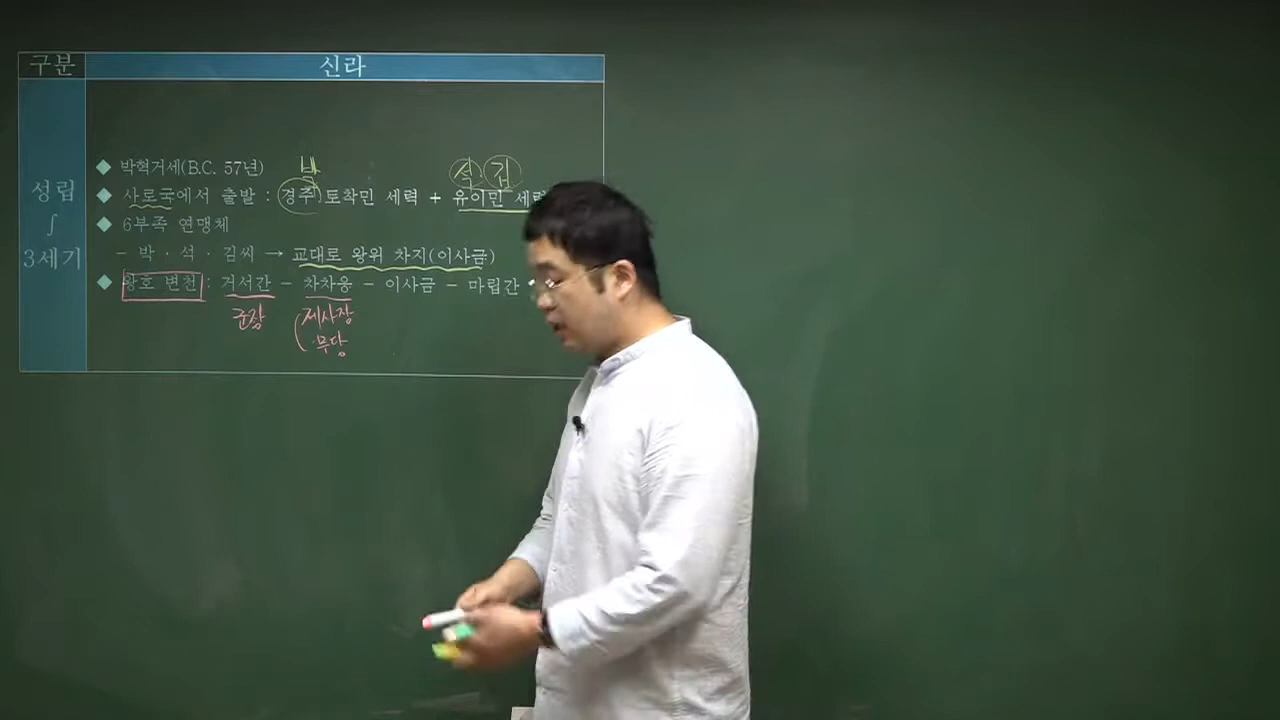 구분 신라
성립
∫
3세기
◆ 박혁거세(B.C. 57년) 박
석 김
◆ 사로국에서 출발 : 경주 토착민 세력 + 유이민 세력
◆ 6부족 연맹체
- 박 · 석 · 김씨 → 교대로 왕위 차지(이사금)
◆ 왕호 변천 : 거서간 - 차차웅 - 이사금 - 마립간
군장 제사장
무당